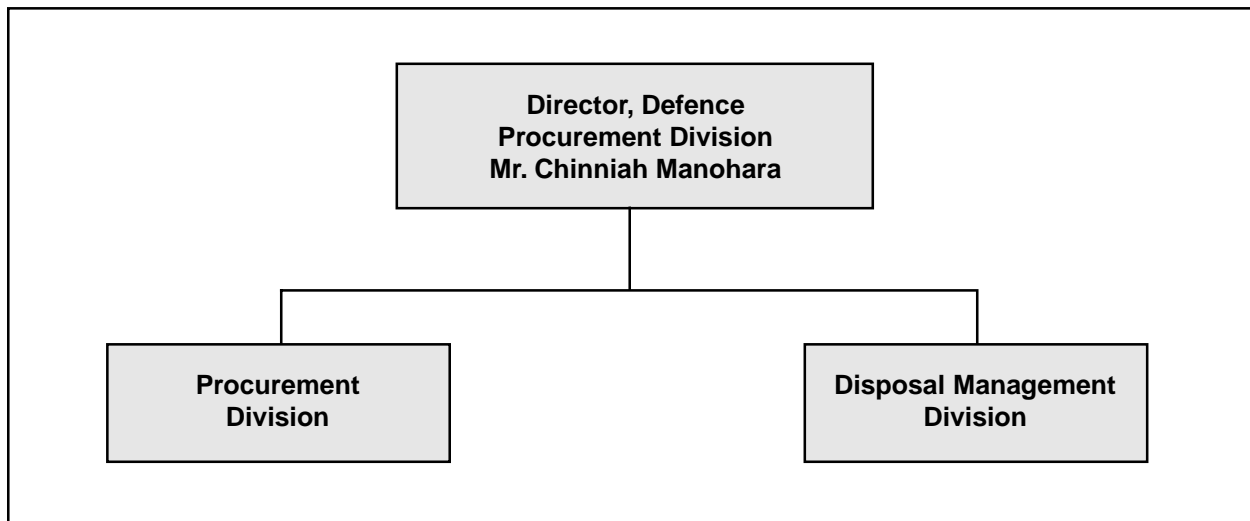 Director, Defence
Procurement Division
Mr. Chinniah Manohara
Procurement
Division
Disposal Management
Division